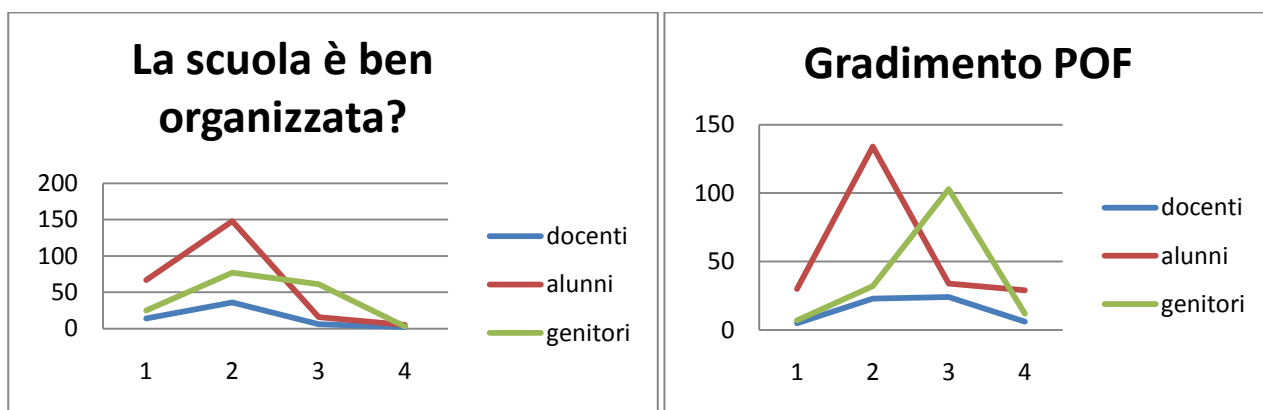 La scuola è ben
organizzata?
200
150
100
50
0
1 2 3 4
docenti
alunni
genitori
Gradimento POF
150
100
50
0
1 2 3 4
docenti
alunni
genitori